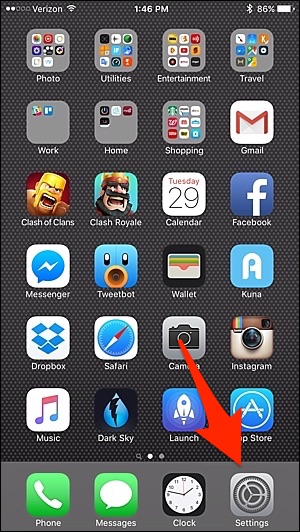 Verizon 1:46 PM 86%
Photo Utilities Entertainment Travel
Work Home Shopping Gmail
Clash of Clans Clash Royale Calendar Facebook
Tuesday
29
Messenger Tweetbot Wallet Kuna
Dropbox Safari Camera Instagram
Music Dark Sky Launch App Store
Phone Messages Clock Settings